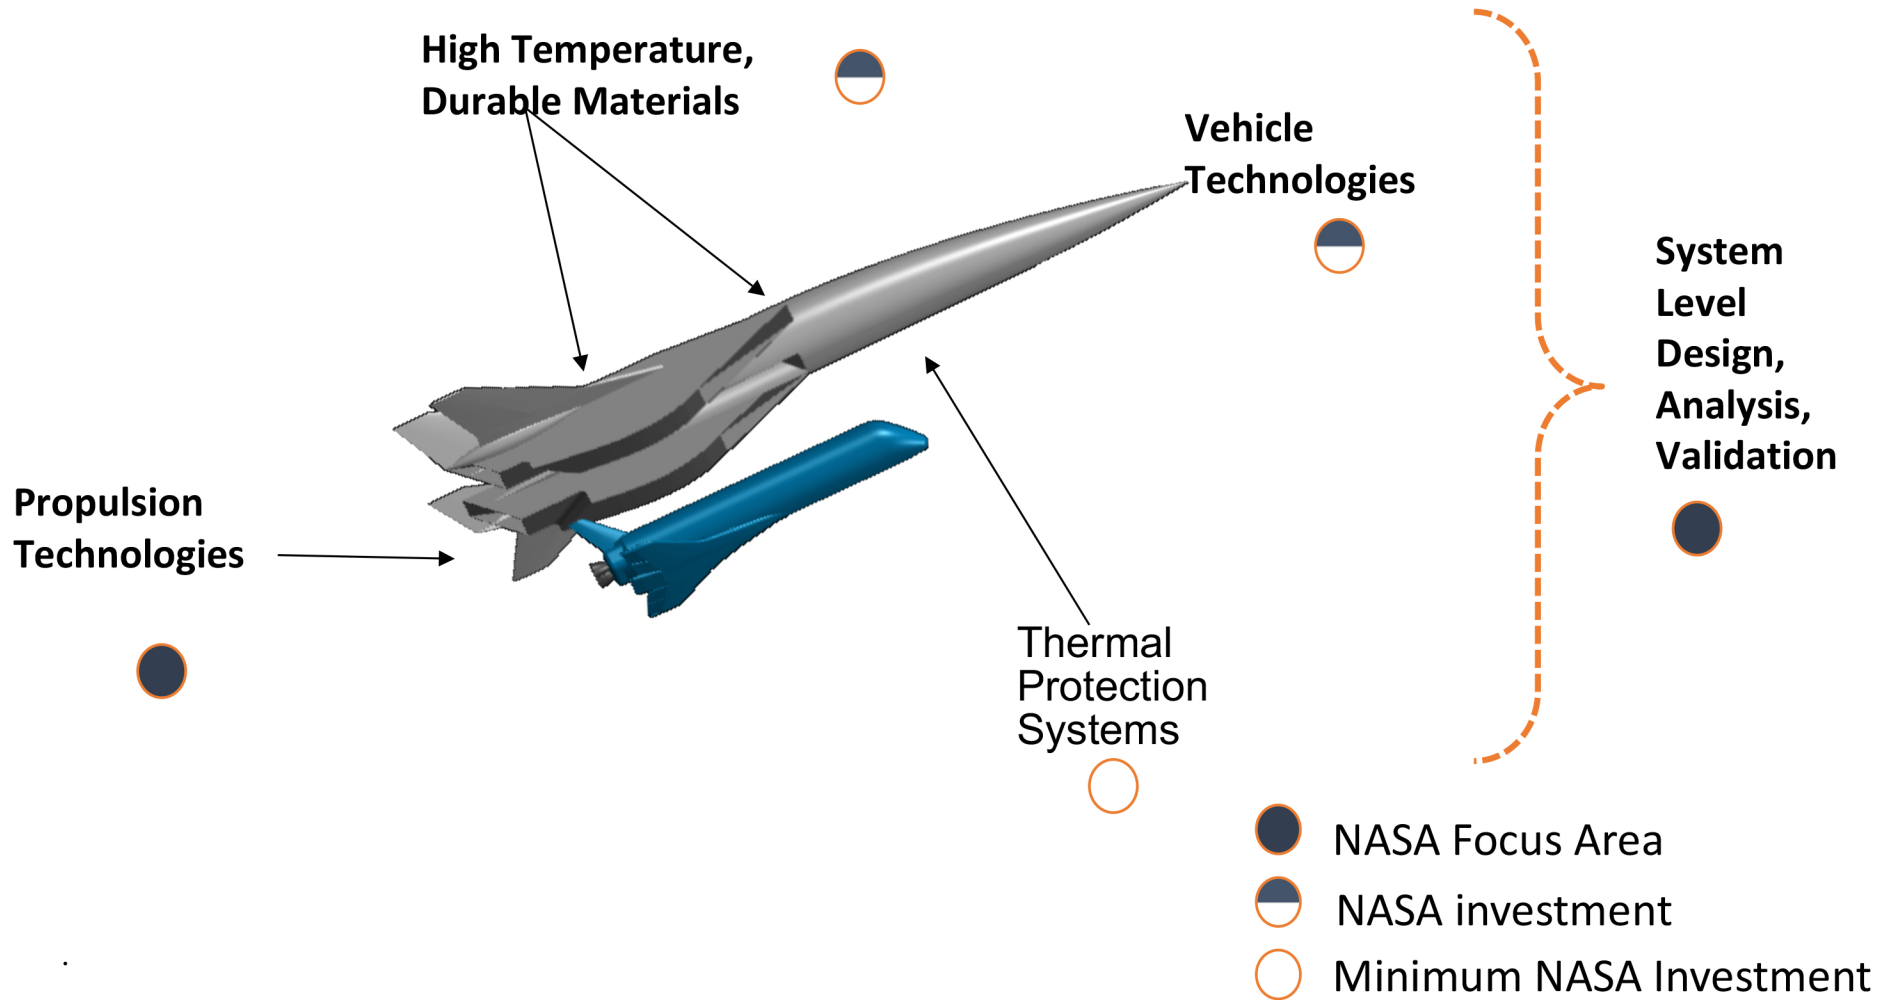 High Temperature,
Durable Materials
Vehicle
Technologies
System
Level
Design,
Analysis,
Validation
Propulsion
Technologies
Thermal
Protection
Systems
NASA Focus Area
NASA investment
Minimum NASA Investment
.